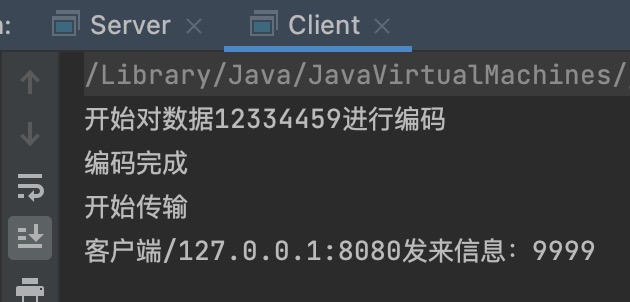 : Server Client
/Library/Java/JavaVirtualMachines/
开始对数据12334459进行编码
编码完成
开始传输
客户端/127.0.0.1:8080发来信息：9999